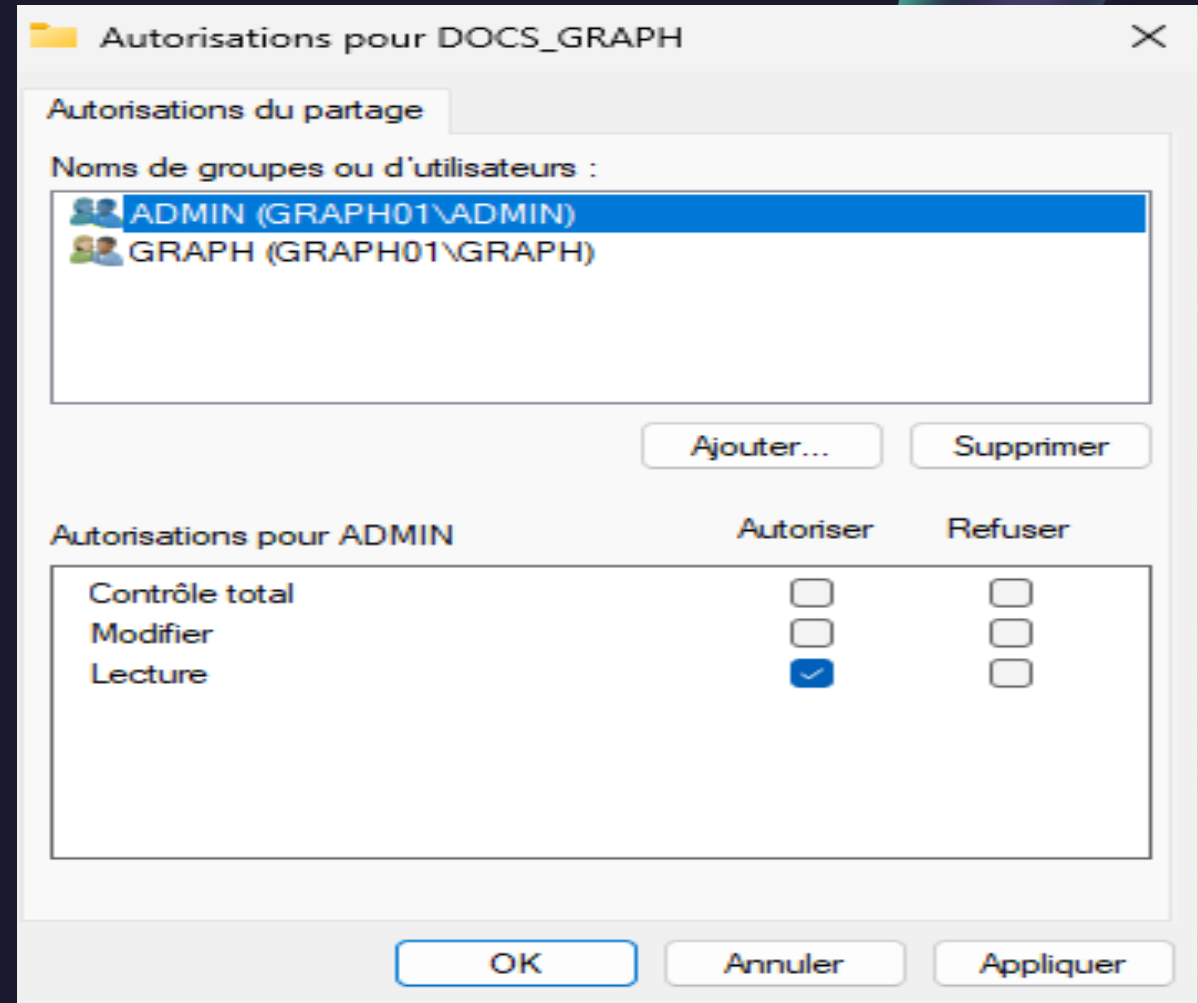 Autorisations pour DOCS_GRAPH
Autorisations du partage
Noms de groupes ou d'utilisateurs :
ADMIN (GRAPH01\ADMIN)
GRAPH (GRAPH01\GRAPH)
Ajouter... Supprimer
Autorisations pour ADMIN Autoriser Refuser
Contrôle total
Modifier
Lecture
OK Annuler Appliquer